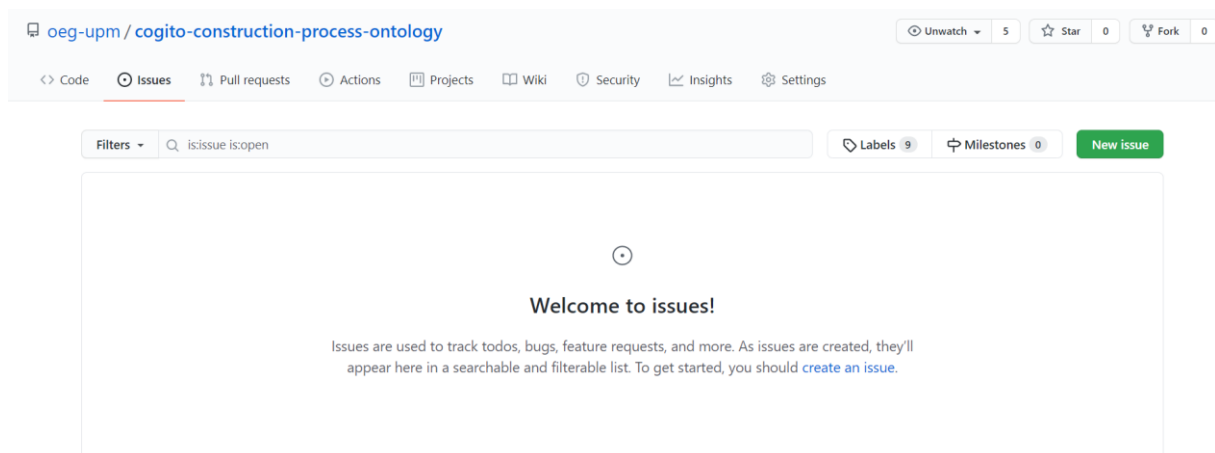 oeg-upm / cogito-construction-process-ontology
Unwatch 5 Star 0 Fork 0
<> Code Issues Pull requests Actions Projects Wiki Security Insights Settings
Filters is:issue is:open Labels 9 Milestones 0 New issue
Welcome to issues!
Issues are used to track todos, bugs, feature requests, and more. As issues are created, they'll
appear here in a searchable and filterable list. To get started, you should create an issue.